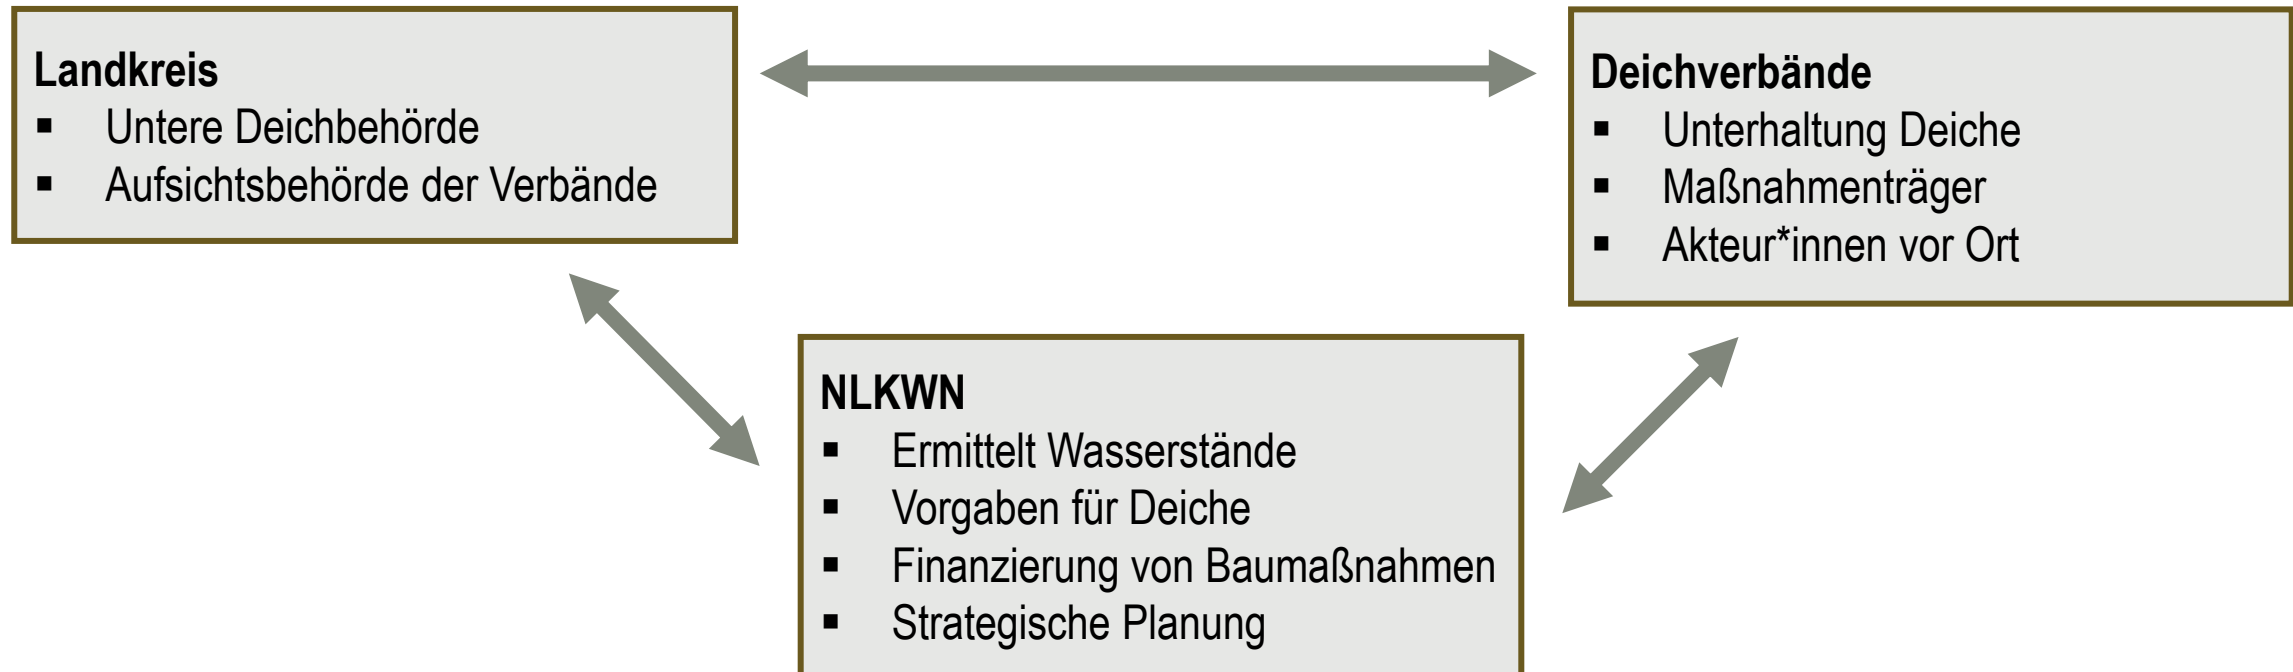 Landkreis
▪ Untere Deichbehörde
▪ Aufsichtsbehörde der Verbände
Deichverbände
▪ Unterhaltung Deiche
▪ Maßnahmenträger
▪ Akteur*innen vor Ort
NLKWN
▪ Ermittelt Wasserstände
▪ Vorgaben für Deiche
▪ Finanzierung von Baumaßnahmen
▪ Strategische Planung